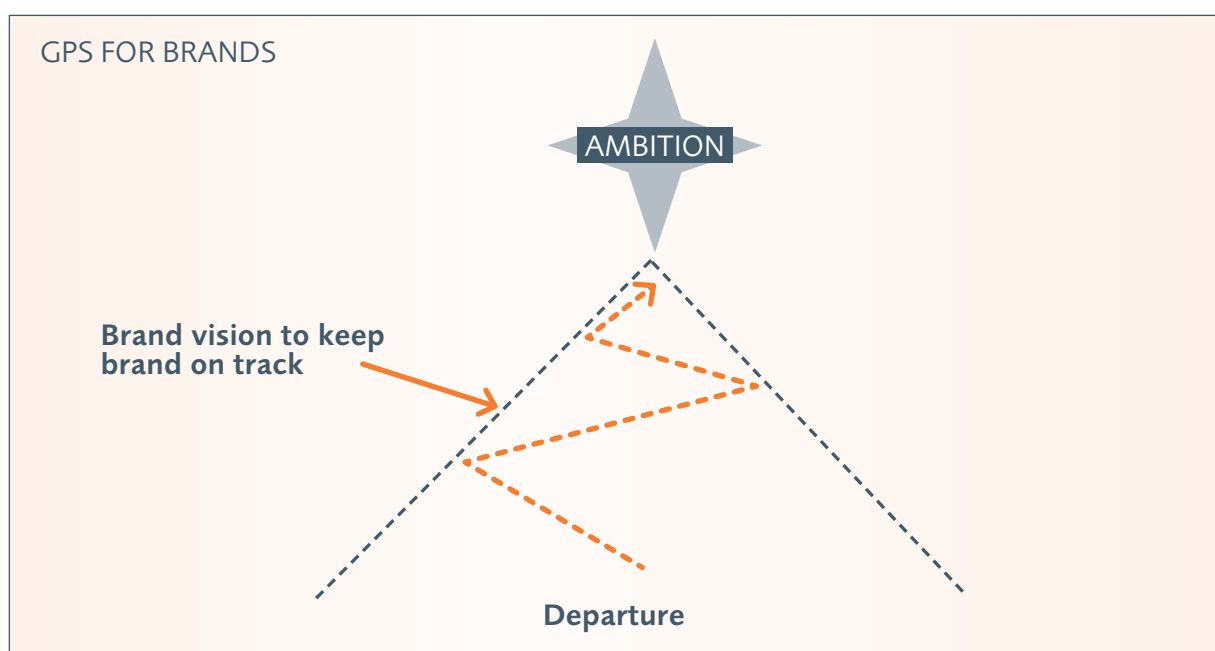 GPS FOR BRANDS
AMBITION
Brand vision to keep
brand on track
Departure